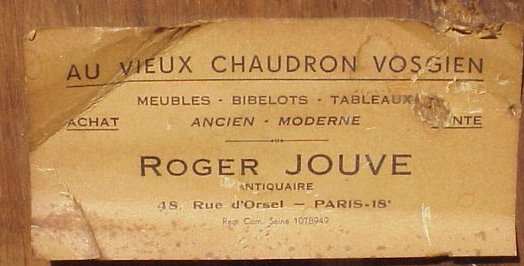 AU VIEUX CHAUDRON VOSGIEN
MEUBLES - BIBELOTS - TABLEAUX
ACHAT ANCIEN - MODERNE NTE
ROGER JOUVE
ANTIQUAIRE
48, Rue d'Orsel — PARIS-18e
Regt Com. Seine 1078949